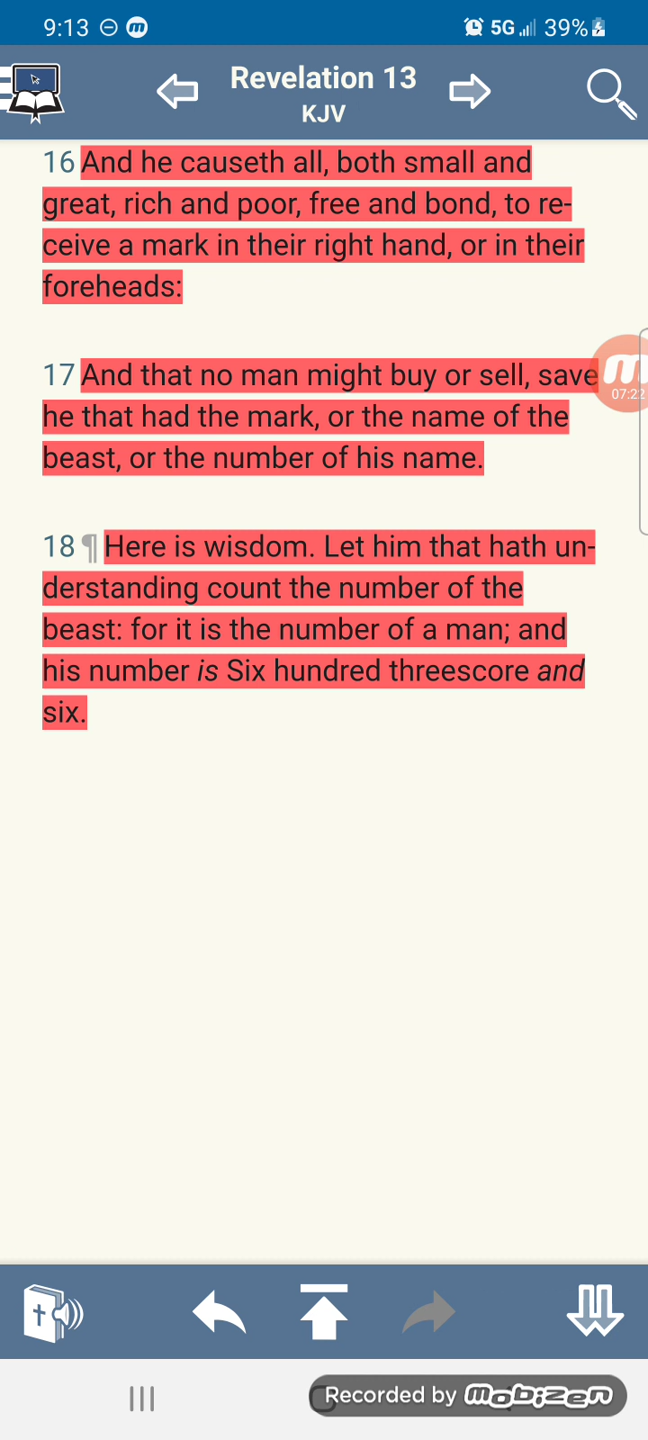 9:13 5G 39%
Revelation 13
KJV
16 And he causeth all, both small and
great, rich and poor, free and bond, to re-
ceive a mark in their right hand, or in their
foreheads:
17 And that no man might buy or sell, save
he that had the mark, or the name of the
beast, or the number of his name.
07:22
18 ¶ Here is wisdom. Let him that hath un-
derstanding count the number of the
beast: for it is the number of a man; and
his number is Six hundred threescore and
six.
Recorded by mobizen